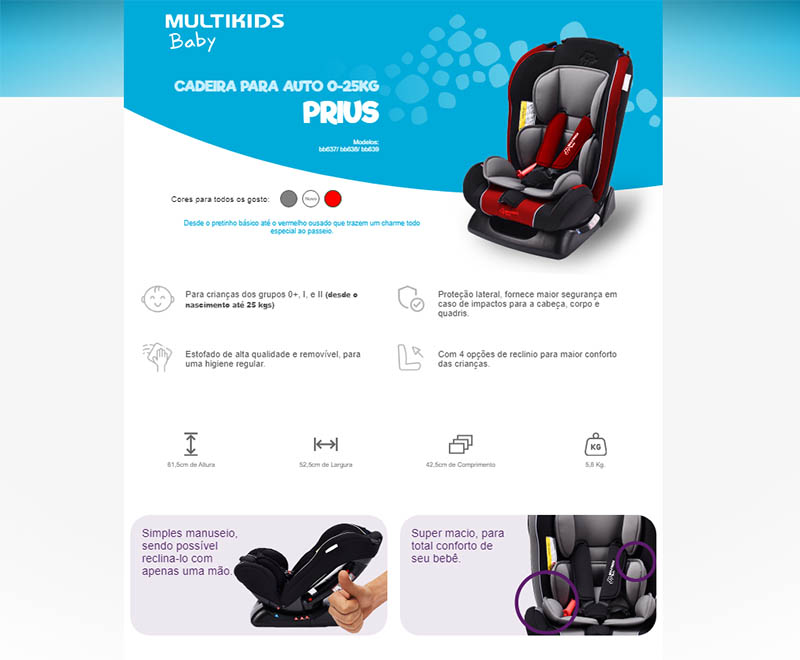 MULTIKIDS
Baby
CADEIRA PARA AUTO 0-25KG
PRIUS
Modelos:
bb637/ bb638/ bb639
Cores para todos os gosto:
Desde o pretinho básico até o vermelho ousado que trazem um charme todo
especial ao passeio.
Para crianças dos grupos 0+, I, e II (desde o
nascimento até 25 kgs)
Proteção lateral, fornece maior segurança em
caso de impactos para a cabeça, corpo e
quadris.
Estofado de alta qualidade e removível, para
uma higiene regular.
Com 4 opções de reclinio para maior conforto
das crianças.
KG
61,5cm de Altura
52,5cm de Largura
42,5cm de Comprimento
5,8 Kg.
Simples manuseio,
sendo possível
reclina-lo com
apenas uma mão.
Super macio, para
total conforto de
seu bebê.